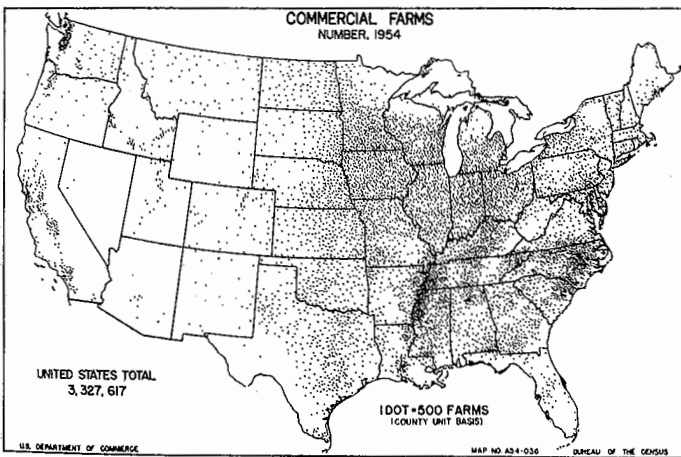 COMMERCIAL FARMS
NUMBER, 1954
UNITED STATES TOTAL
3,327,617
1 DOT=500 FARMS
(COUNTY UNIT BASIS)
U.S. DEPARTMENT OF COMMERCE
MAP NO. A54-036
BUREAU OF THE CENSUS